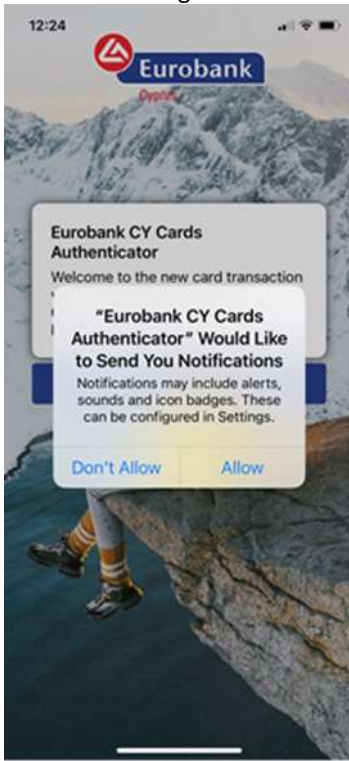 12:24
Eurobank
Cyprus
Eurobank CY Cards
Authenticator
Welcome to the new card transaction
"Eurobank CY Cards
Authenticator" Would Like
to Send You Notifications
Notifications may include alerts,
sounds and icon badges. These
can be configured in Settings.
Don't Allow
Allow